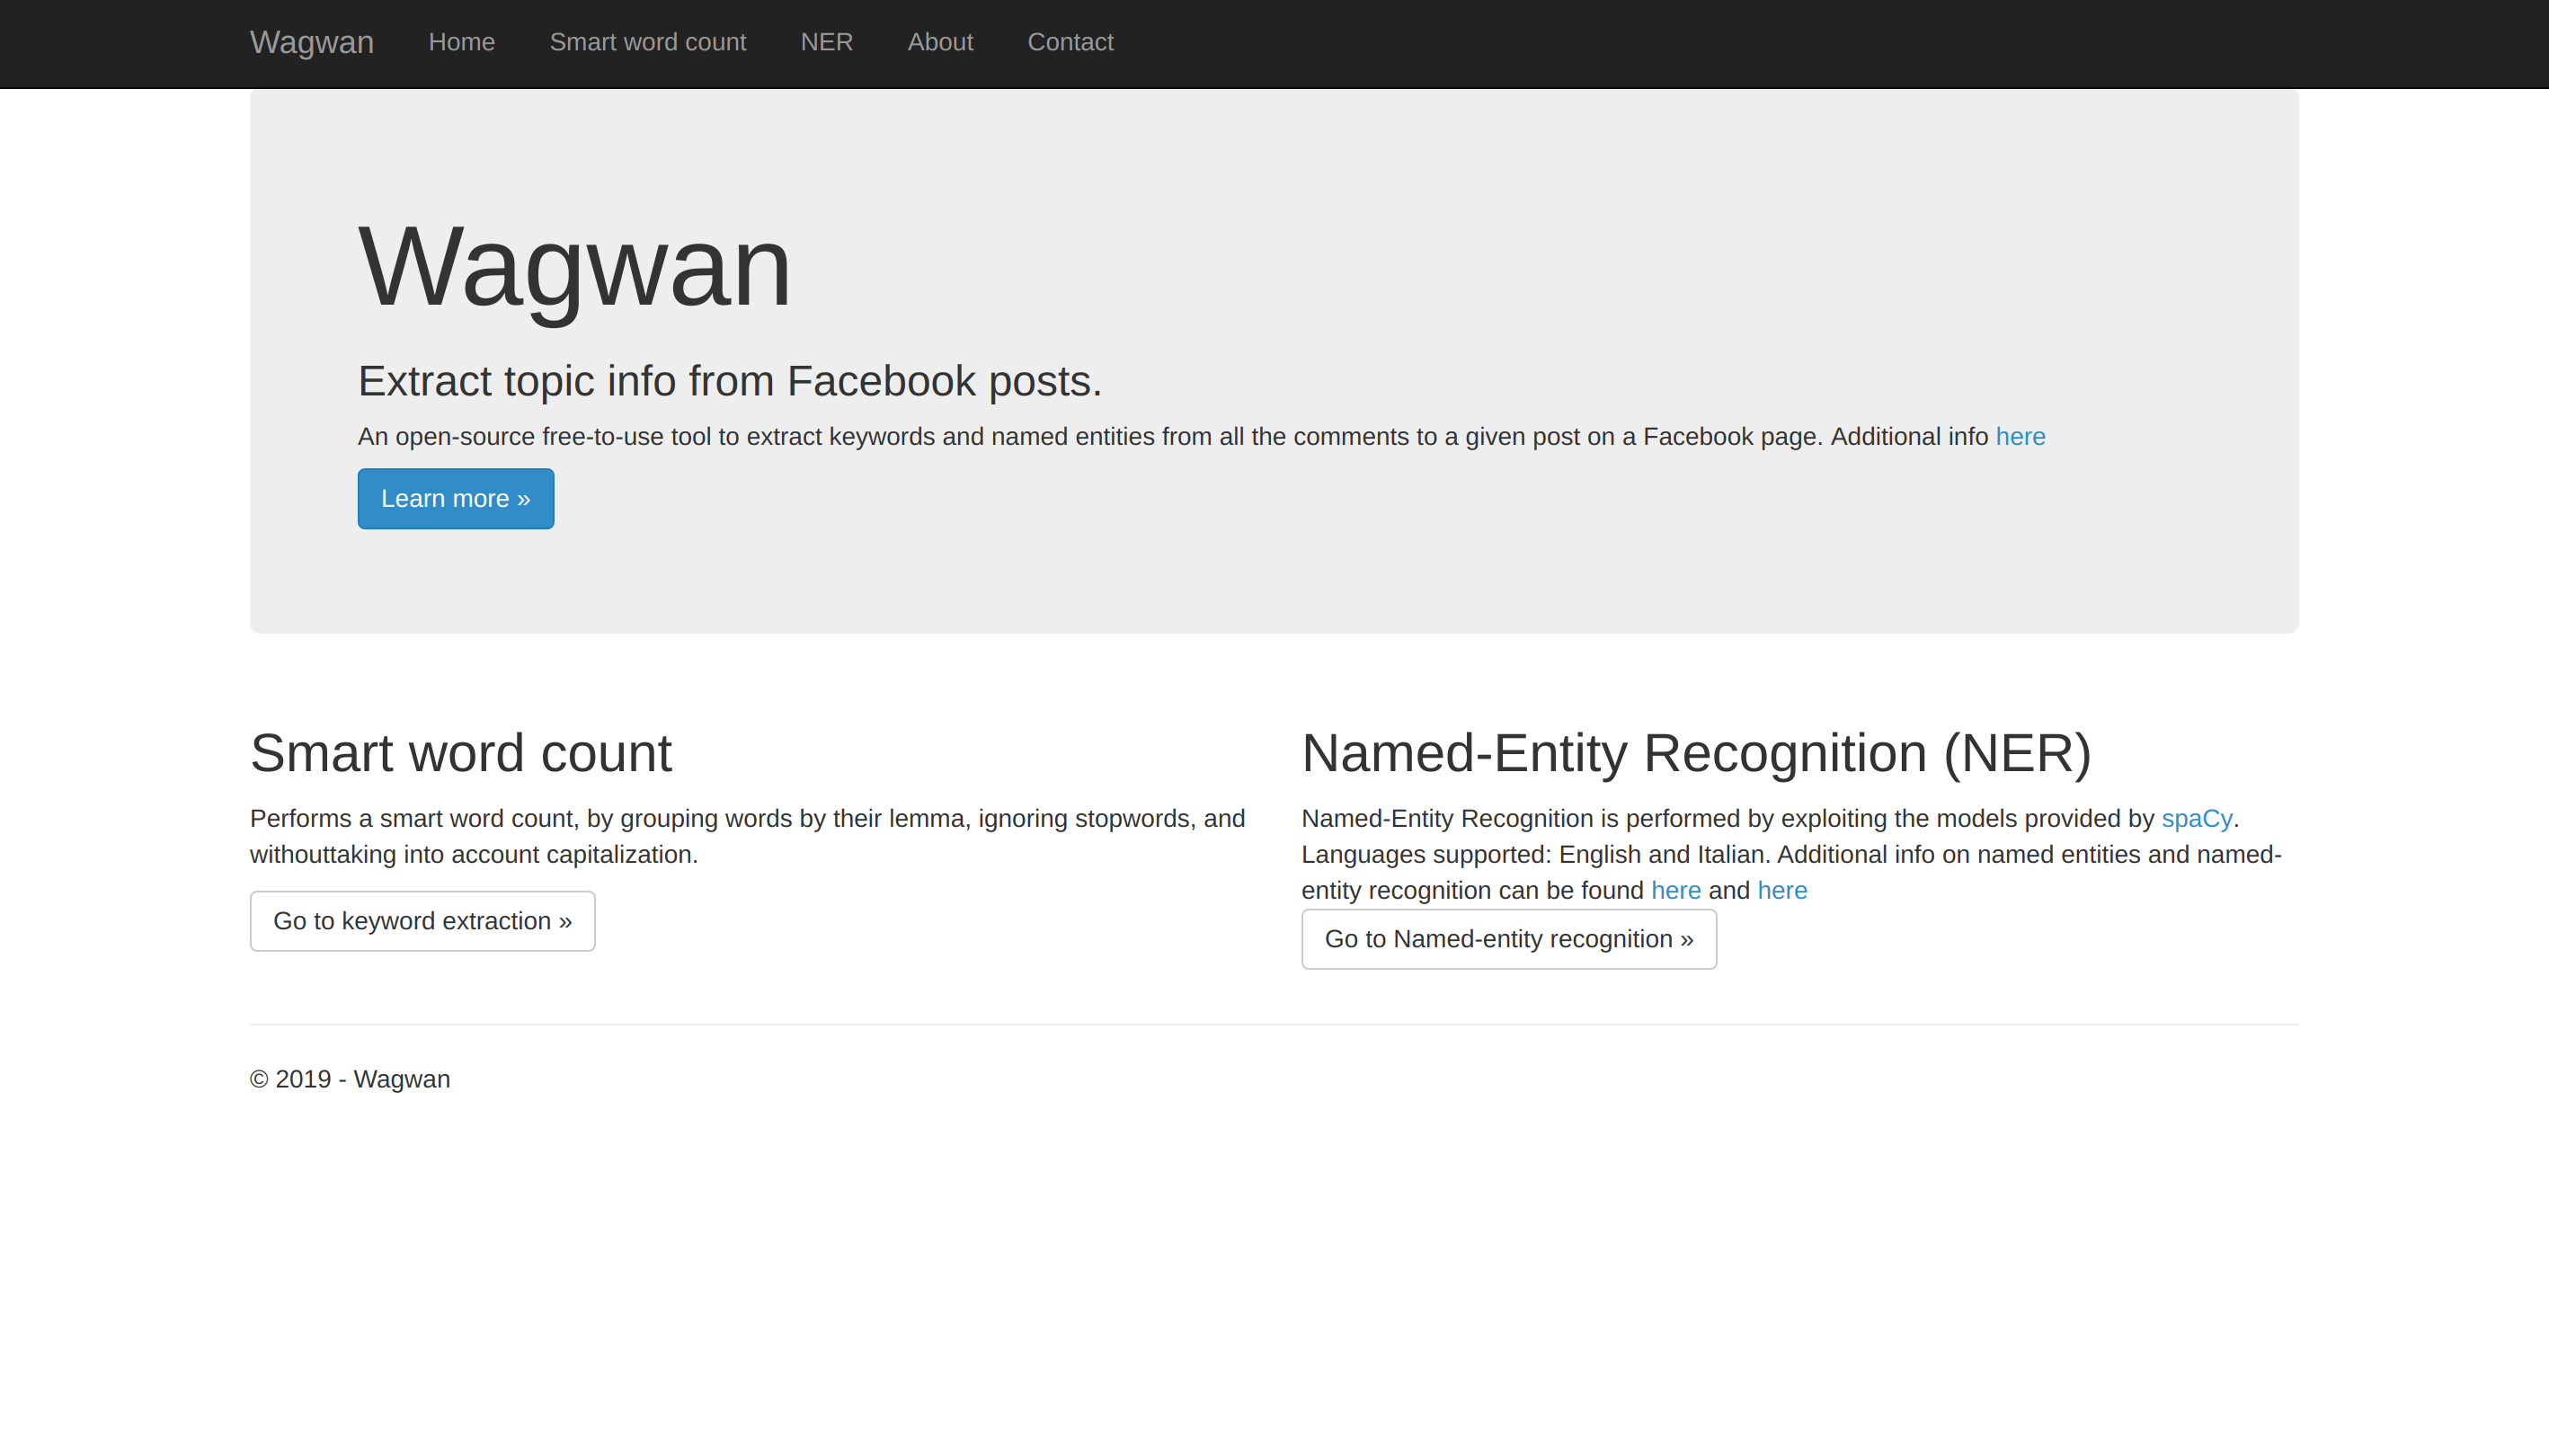 Wagwan Home Smart word count NER About Contact
Wagwan
Extract topic info from Facebook posts.
An open-source free-to-use tool to extract keywords and named entities from all the comments to a given post on a Facebook page. Additional info here
Learn more »
Smart word count
Performs a smart word count, by grouping words by their lemma, ignoring stopwords, and
withouttaking into account capitalization.
Go to keyword extraction »
Named-Entity Recognition (NER)
Named-Entity Recognition is performed by exploiting the models provided by spaCy.
Languages supported: English and Italian. Additional info on named entities and named-
entity recognition can be found here and here
Go to Named-entity recognition »
© 2019 - Wagwan